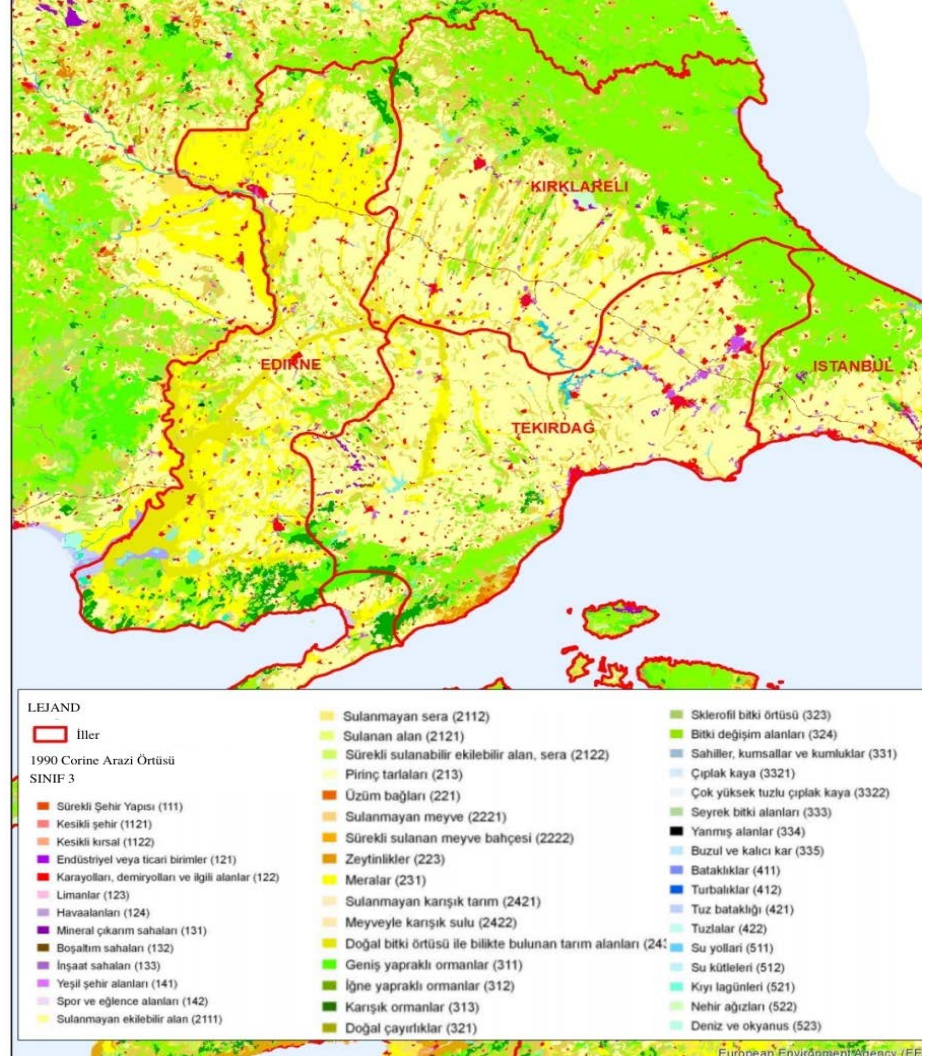 KIRKLARELİ
EDİRNE
İSTANBUL
TEKİRDAĞ
LEJAND
İller
1990 Corine Arazi Örtüsü
SINIF 3
Sürekli Şehir Yapısı (111)
Kesikli şehir (1121)
Kesikli kırsal (1122)
Endüstriyel veya ticari birimler (121)
Karayolları, demiryolları ve ilgili alanlar (122)
Limanlar (123)
Havaalanları (124)
Mineral çıkarım sahaları (131)
Boşaltım sahaları (132)
İnşaat sahaları (133)
Yeşil şehir alanları (141)
Spor ve eğlence alanları (142)
Sulanmayan ekilebilir alan (2111)
Sulanmayan sera (2112)
Sulanan alan (2121)
Sürekli sulanabilir ekilebilir alan, sera (2122)
Pirinç tarlaları (213)
Üzüm bağları (221)
Sulanmayan meyve (2221)
Sürekli sulanan meyve bahçesi (2222)
Zeytinlikler (223)
Meralar (231)
Sulanmayan karışık tarım (2421)
Meyveyle karışık sulu (2422)
Doğal bitki örtüsü ile bilikte bulunan tarım alanları (243
Geniş yapraklı ormanlar (311)
İğne yapraklı ormanlar (312)
Karışık ormanlar (313)
Doğal çayırlıklar (321)
Sklerofil bitki örtüsü (323)
Bitki değişim alanları (324)
Sahiller, kumsallar ve kumluklar (331)
Çıplak kaya (3321)
Çok yüksek tuzlu çıplak kaya (3322)
Seyrek bitki alanları (333)
Yanmış alanlar (334)
Buzul ve kalıcı kar (335)
Bataklıklar (411)
Turbalıklar (412)
Tuz bataklığı (421)
Tuzlalar (422)
Su yollari (511)
Su kütleleri (512)
Kıyı lagünleri (521)
Nehir ağızları (522)
Deniz ve okyanus (523)
European Environment Agency (EE